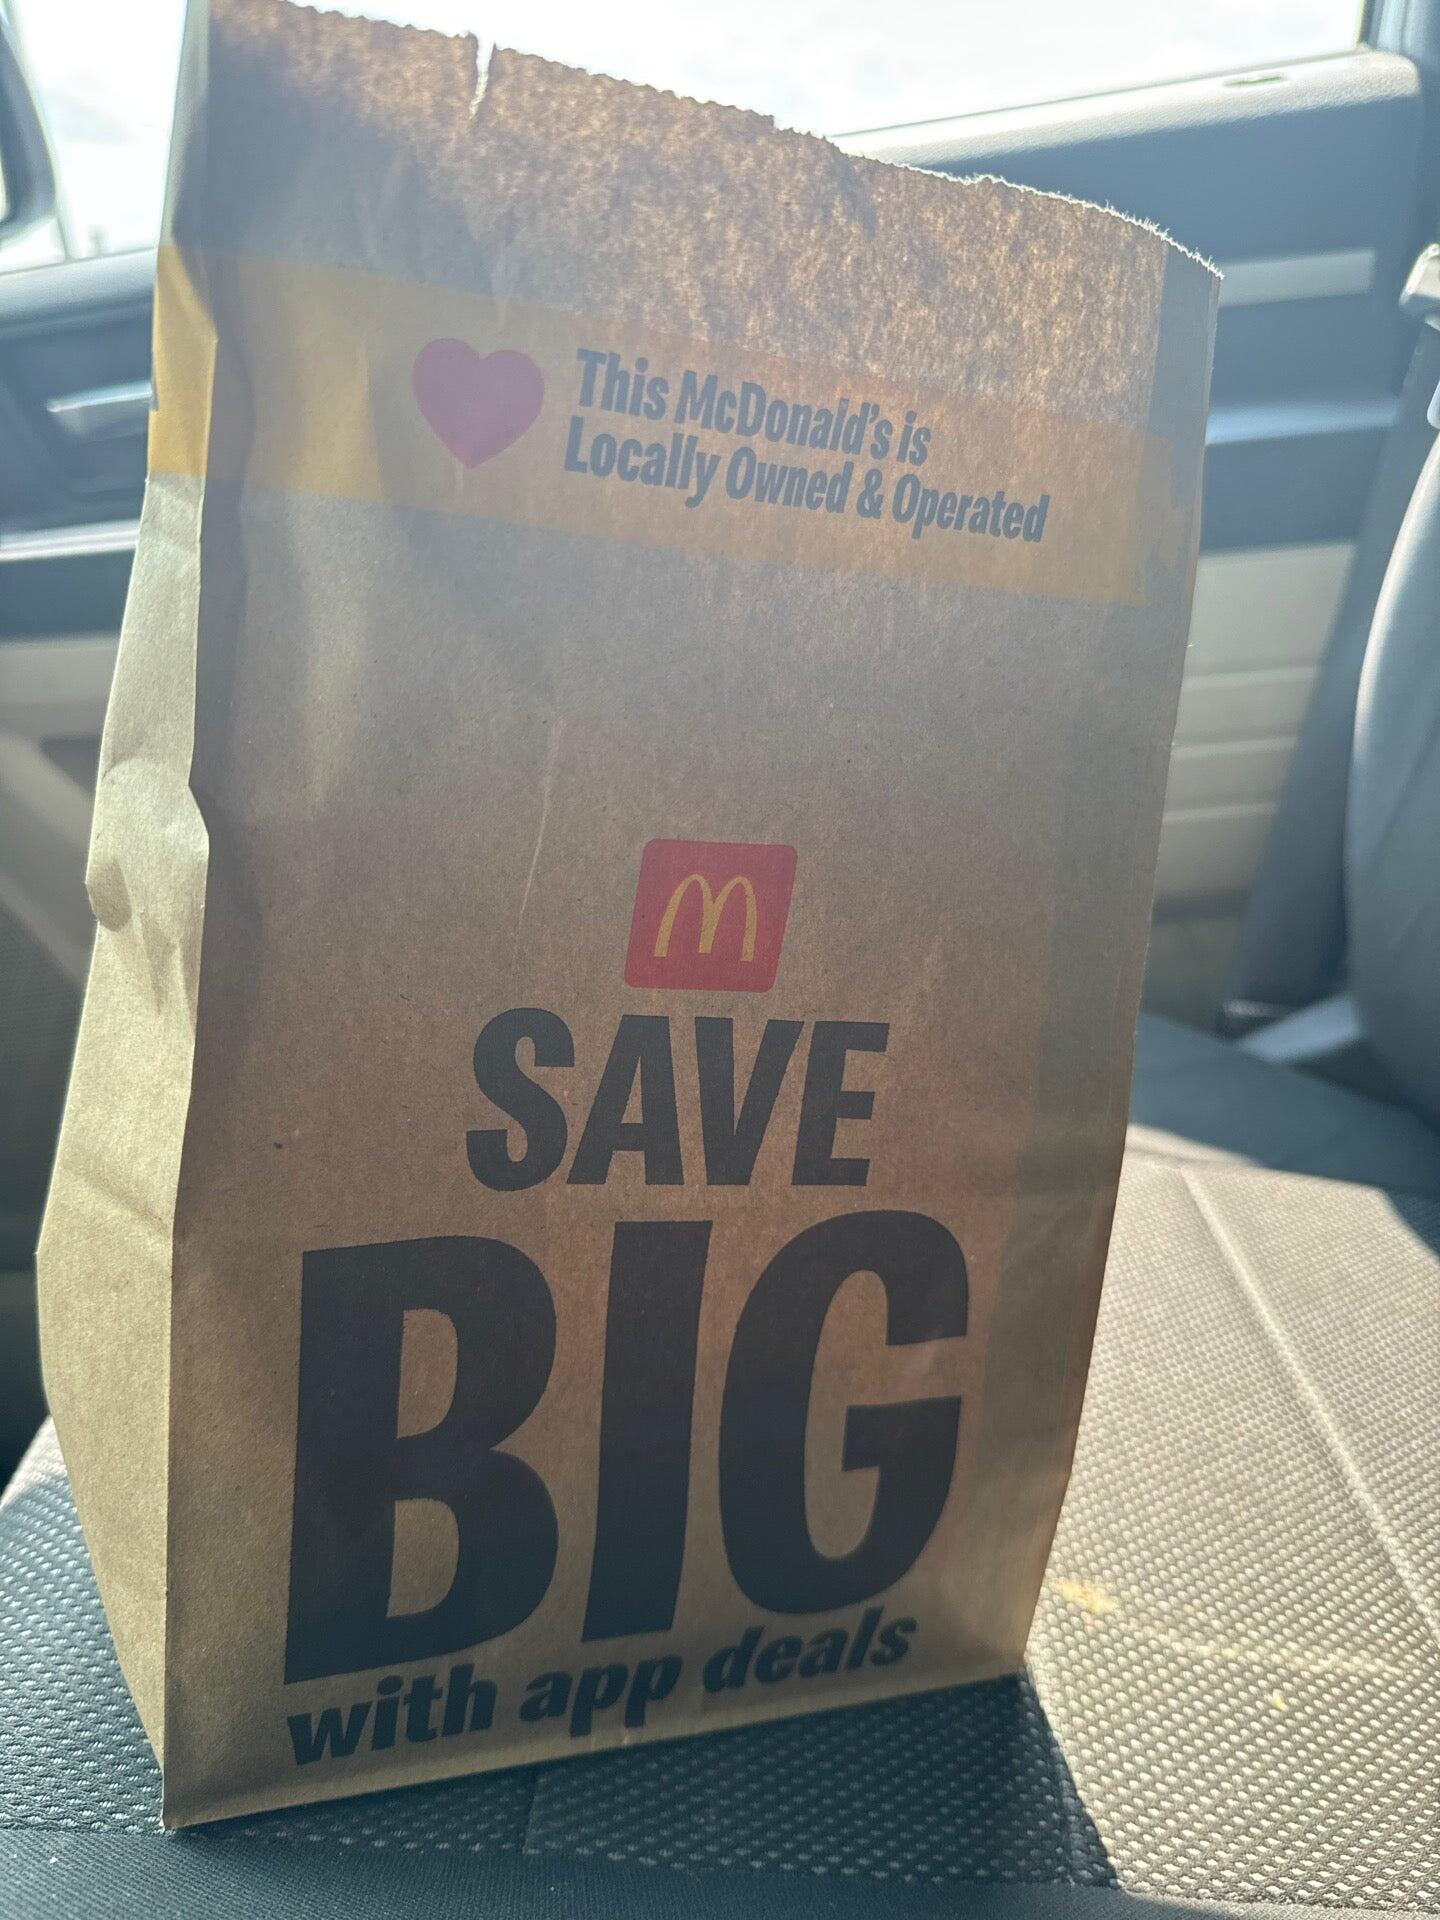 This McDonald's is
Locally Owned & Operated
SAVE
BIG
with app deals